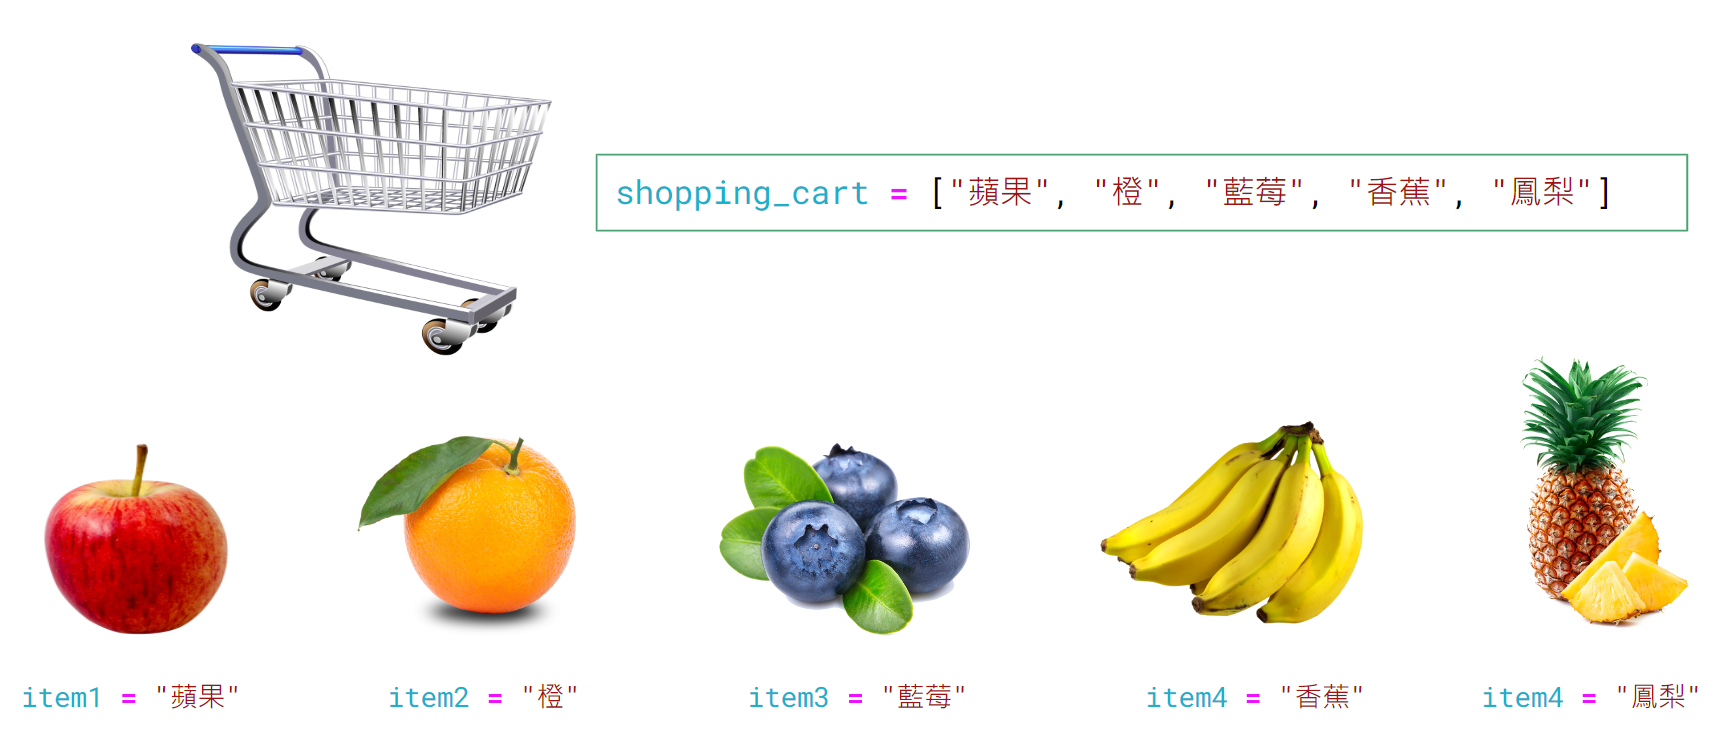 shopping_cart = ["蘋果", "橙", "藍莓", "香蕉", "鳳梨"]
item1 = "蘋果"
item2 = "橙"
item3 = "藍莓"
item4 = "香蕉"
item4 = "鳳梨"